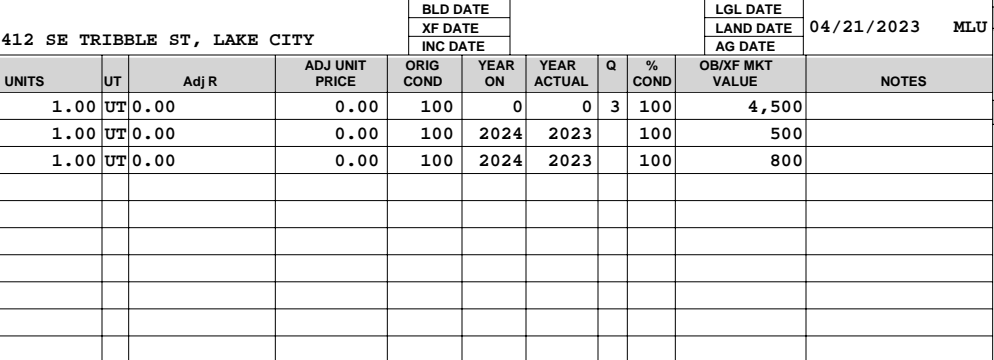 BLD DATE LGL DATE
XF DATE LAND DATE 04/21/2023 MLU
412 SE TRIBBLE ST, LAKE CITY INC DATE AG DATE
UNITS UT Adj R ADJ UNIT PRICE ORIG COND YEAR ON YEAR ACTUAL Q % COND OB/XF MKT VALUE NOTES
1.00 UT 0.00 0.00 100 0 0 3 100 4,500
1.00 UT 0.00 0.00 100 2024 2023 100 500
1.00 UT 0.00 0.00 100 2024 2023 100 800